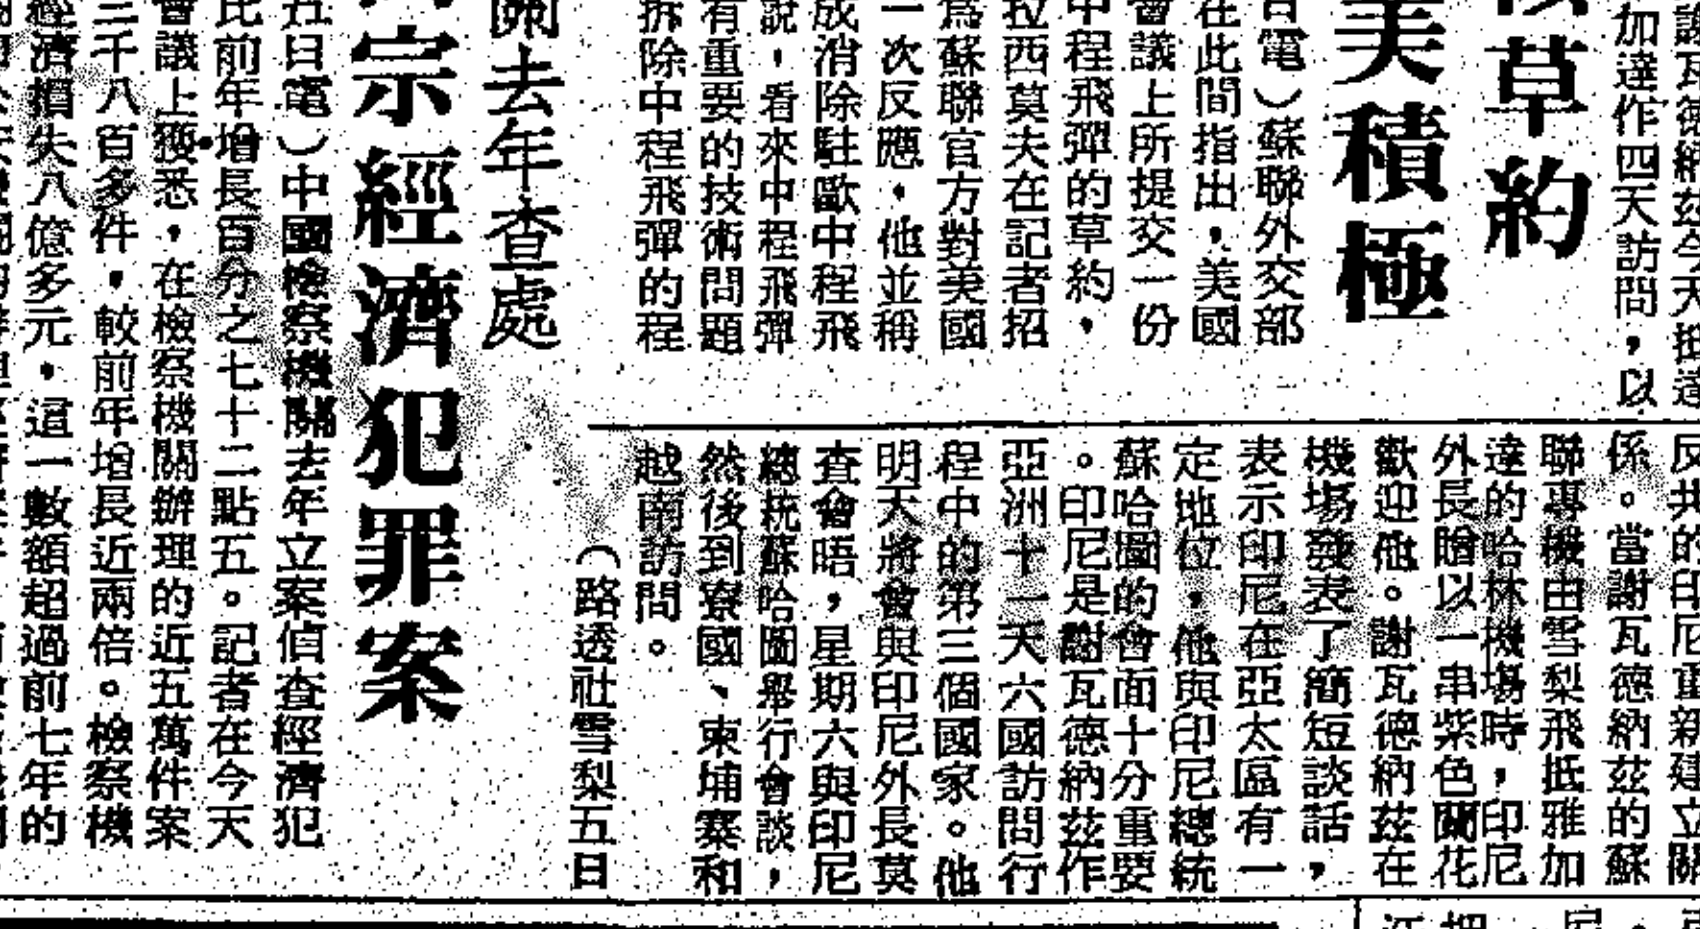 瓦德納茲今天抵達
加達作四天訪問，以
草約
美積極
日電）蘇聯外交部
在此間指出，美國
會議上所提交一份
中程飛彈的草約，
拉西莫夫在記者招
為蘇聯官方對美國
一次反應，他並稱
成消除駐歐中程飛
說，看來中程飛彈
有重要的技術問題
拆除中程飛彈的程
反共的印尼重新建立關
係。當謝瓦德納茲的蘇
聯專機由雪梨飛抵雅加
達的哈林機場時，印尼
外長贈以一串紫色蘭花
歡迎他。謝瓦德納茲在
機場發表了簡短談話，
表示印尼在亞太區有一
定地位，他與印尼總統
蘇哈圖的會面十分重要
。印尼是謝瓦德納茲作
亞洲十一天六國訪問行
程中的第三個國家。他
明天將會與印尼外長莫
查會晤，星期六與印尼
總統蘇哈圖舉行會談，
然後到寮國、柬埔寨和
越南訪問。
（路透社雪梨五日
關去年查處
宗經濟犯罪案
五日電）中國檢察機關去年立案偵查經濟犯
比前年增長百分之七十二點五。記者在今天
會議上獲悉，在檢察機關辦理的近五萬件案
三千八百多件，較前年增長近兩倍。檢察機
經濟損失八億多元，這一數額超過前七年的